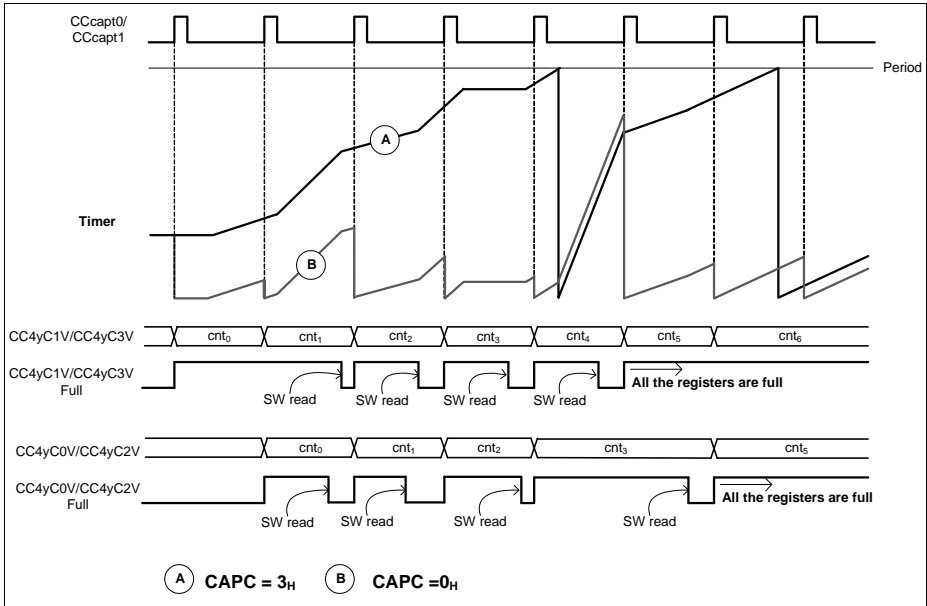 CCcapt0/
CCcapt1
Period
A
Timer
B
CC4yC1V/CC4yC3V cnt₀ cnt₁ cnt₂ cnt₃ cnt₄ cnt₅ cnt₆
CC4yC1V/CC4yC3V
Full
SW read SW read SW read SW read All the registers are full
CC4yC0V/CC4yC2V cnt₀ cnt₁ cnt₂ cnt₃ cnt₅
CC4yC0V/CC4yC2V
Full
SW read SW read SW read SW read All the registers are full
A CAPC = 3H B CAPC =0H